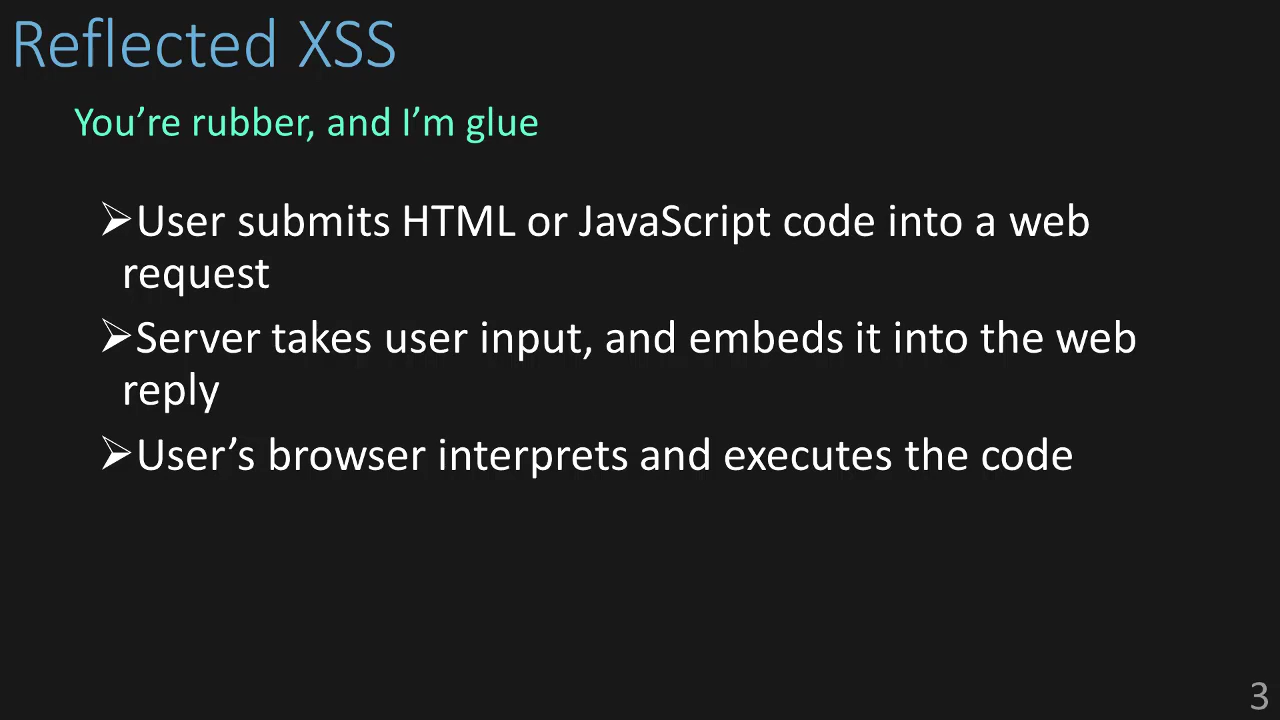 Reflected XSS
You’re rubber, and I’m glue
➢User submits HTML or JavaScript code into a web
request
➢Server takes user input, and embeds it into the web
reply
➢User’s browser interprets and executes the code
3